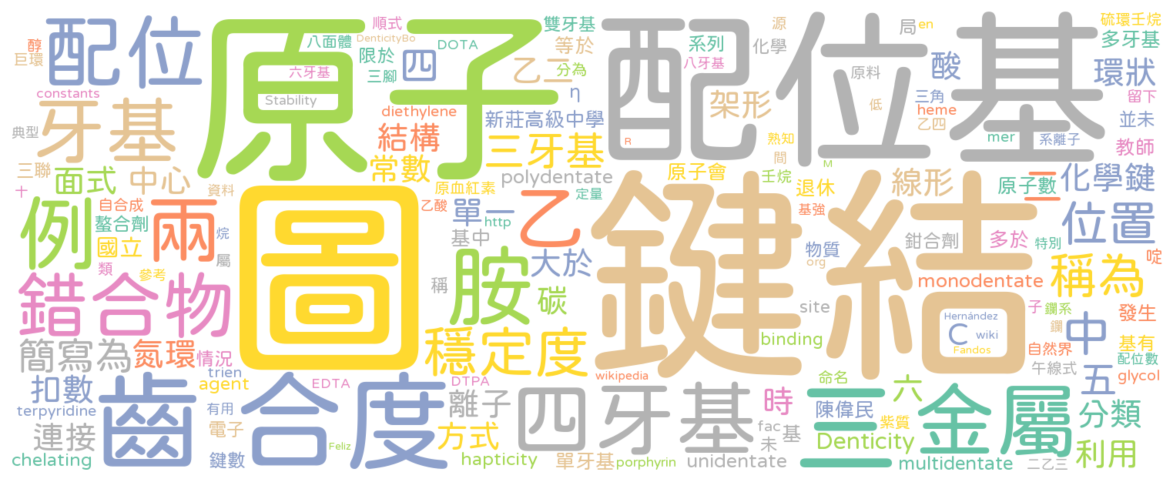 原子
配位基
圖
鍵結
配位
牙基
例
兩
錯合物
齒合度
四牙基
三
金屬
胺
乙
穩定度
簡寫為
氮環
扣數
連接
離子
方式
時
六
中
五
稱為
位置
化學鍵
分類
利用
環狀
酸
架形
線形
三牙基
結構
常數
四
乙二
單一
大於
碳
面式
中心
國立
螯合劑
自合成
三聯
典型
constants
巨環
醇
順式
DenticityBo
八面體
限於
DOTA
三腳
六牙基
Stability
雙牙基
等於
分為
η
diethylene
新莊高級中學
polydentate
系列
八牙基
源
化學
局
en
原料
低
三角
heme
乙四
硫環壬烷
多牙基
留下
並未
mer
系離子
教師
熟知
間
壬烷
M
R
原子會
退休
原子數
二
鉗合劑
多於
特別
啶
物質
org
基強
monodentate
site
binding
子
鑭系
鑭
發生
基有
配位數
自然界
午線式
glycol
Hernández
C
wiki
Fandos
命名
陳偉民
紫質
Denticity
multidentate
二乙三
fac
未
基
unidentate
porphyrin
單牙基
hapticity
wikipedia
DTPA
EDTA
Feliz
agent
trien
情況
有用
電子
鍵數
terpyridine
chelating
十
資料
原血紅素
乙酸
http
定量
基中
稱
烷
屬
類
參考